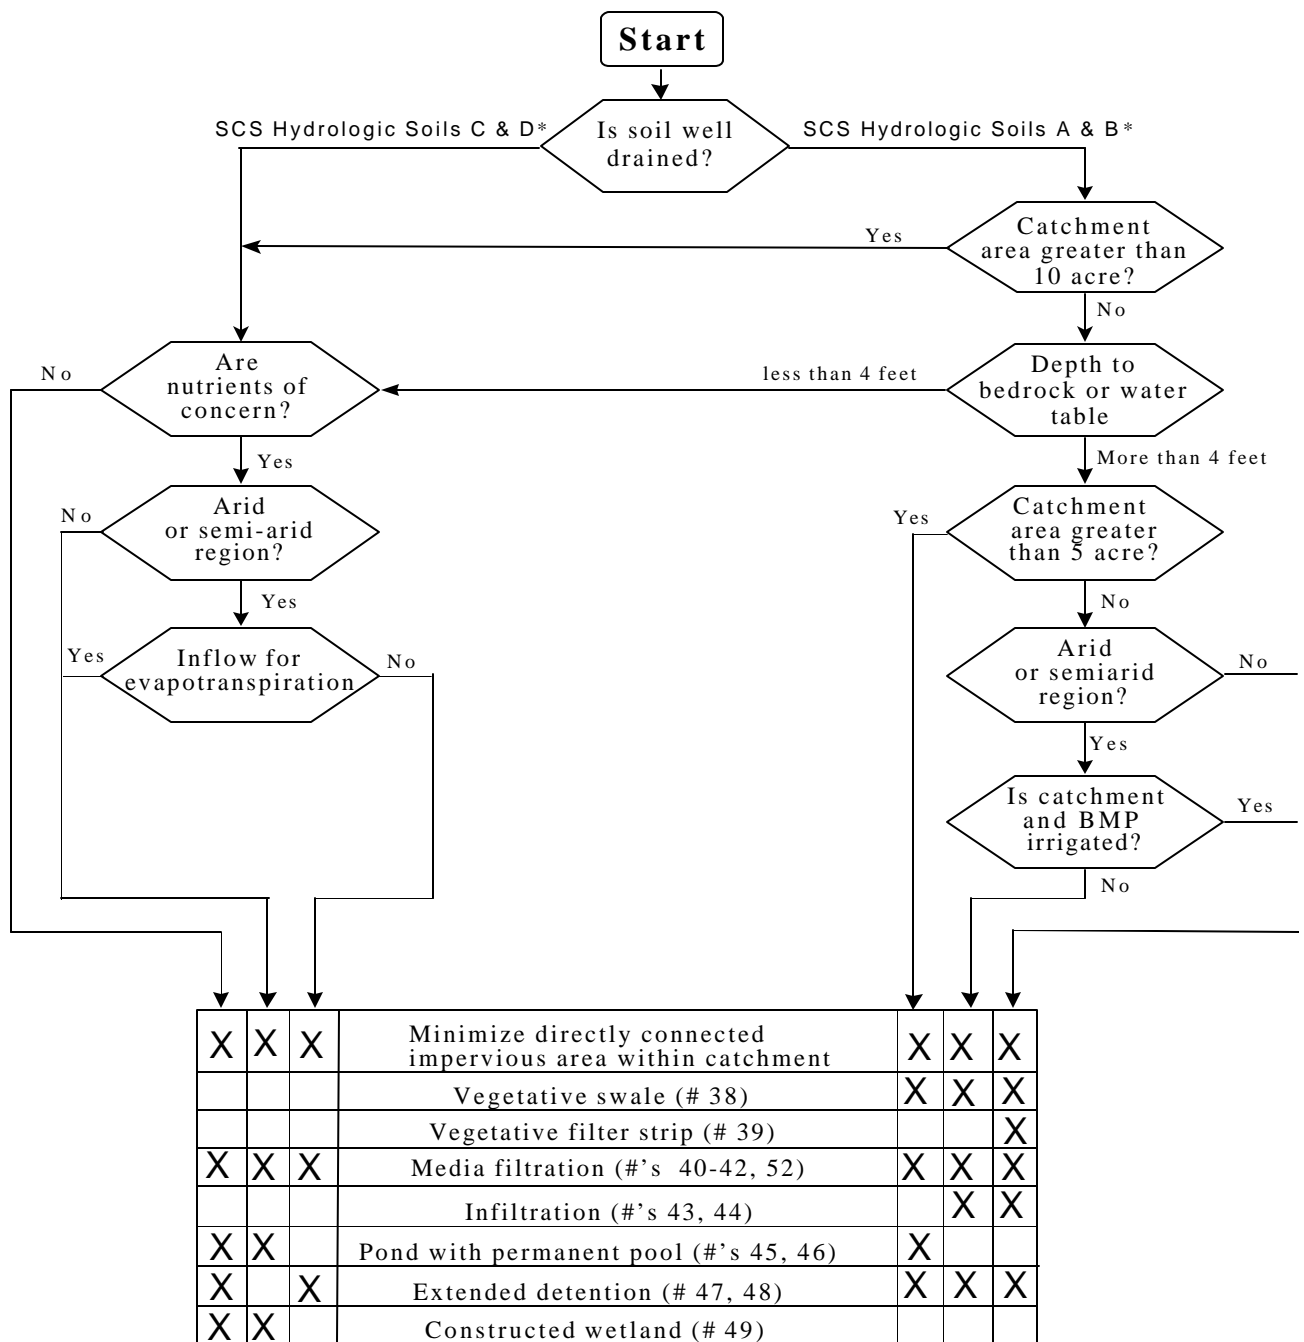 Start
SCS Hydrologic Soils C & D*
Is soil well
drained?
SCS Hydrologic Soils A & B*
Yes
Catchment
area greater than
10 acre?
No
No
Are
nutrients of
concern?
less than 4 feet
Depth to
bedrock or water
table
Yes
More than 4 feet
No
Arid
or semi-arid
region?
Yes
Catchment
area greater
than 5 acre?
Yes
No
Yes
Inflow for
evapotranspiration
No
Arid
or semiarid
region?
No
Yes
Is catchment
and BMP
irrigated?
Yes
No
X X X Minimize directly connected
impervious area within catchment X X X
Vegetative swale (# 38) X X X
Vegetative filter strip (# 39) X
X X X Media filtration (#'s 40-42, 52) X X X
Infiltration (#'s 43, 44) X X
X X Pond with permanent pool (#'s 45, 46) X
X X Extended detention (# 47, 48) X X X
X X Constructed wetland (# 49)